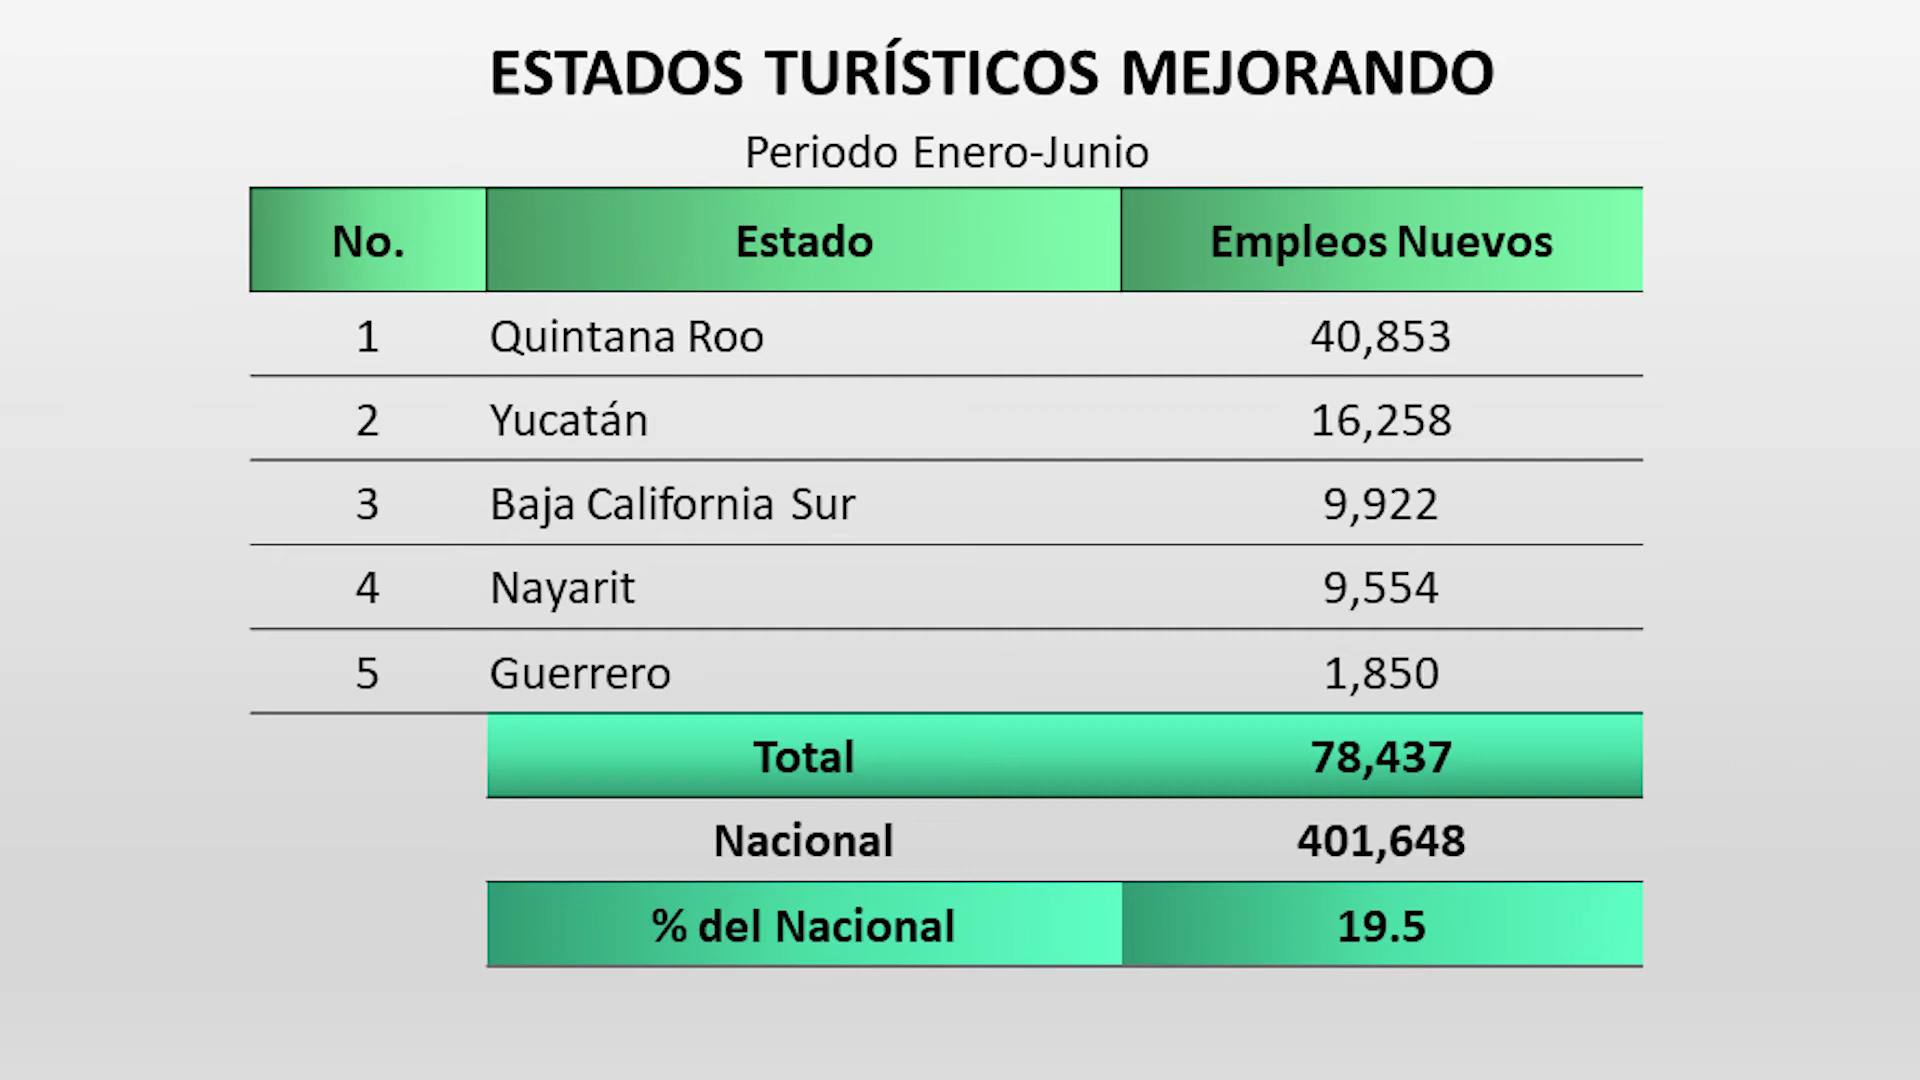 ESTADOS TURÍSTICOS MEJORANDO
Periodo Enero-Junio
No. Estado Empleos Nuevos
1 Quintana Roo 40,853
2 Yucatán 16,258
3 Baja California Sur 9,922
4 Nayarit 9,554
5 Guerrero 1,850
Total 78,437
Nacional 401,648
% del Nacional 19.5